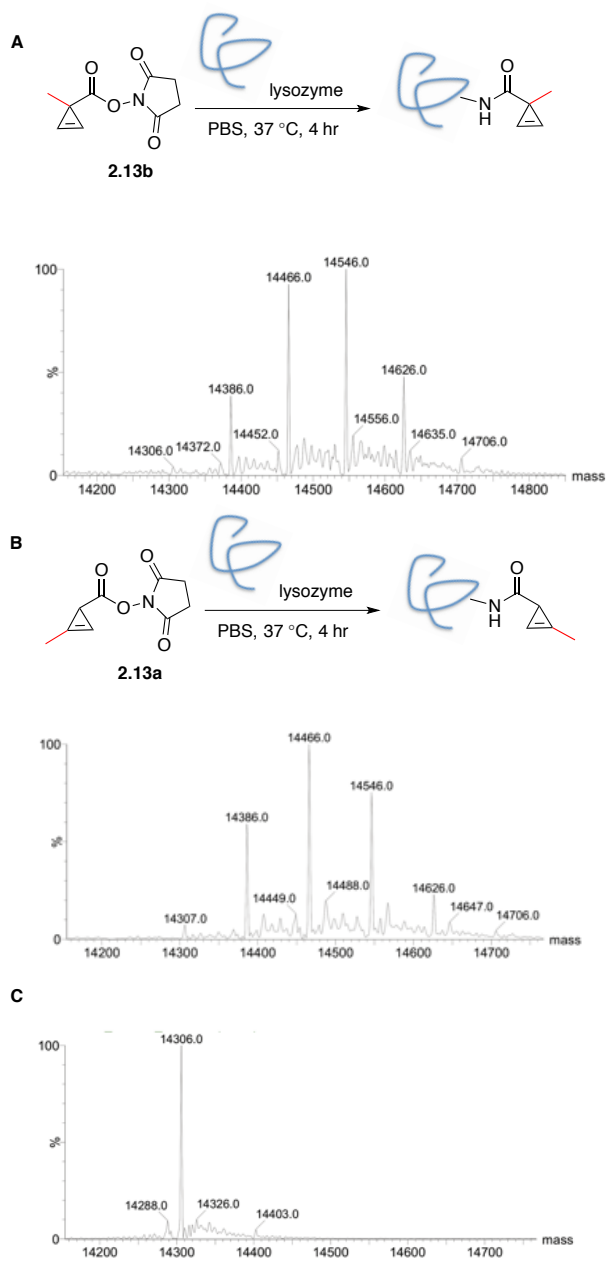 A
O
O
N
O
O
lysozyme
PBS, 37 °C, 4 hr
O
N
H
2.13b
100
%
0
14306.0
14372.0
14386.0
14452.0
14466.0
14546.0
14556.0
14626.0
14635.0
14706.0
14200 14300 14400 14500 14600 14700 14800 mass
B
O
O
N
O
O
lysozyme
PBS, 37 °C, 4 hr
O
N
H
2.13a
100
%
0
14307.0
14386.0
14449.0
14466.0
14488.0
14546.0
14626.0
14647.0
14706.0
14200 14300 14400 14500 14600 14700 mass
C
100
%
0
14288.0
14306.0
14326.0
14403.0
14200 14300 14400 14500 14600 14700 mass